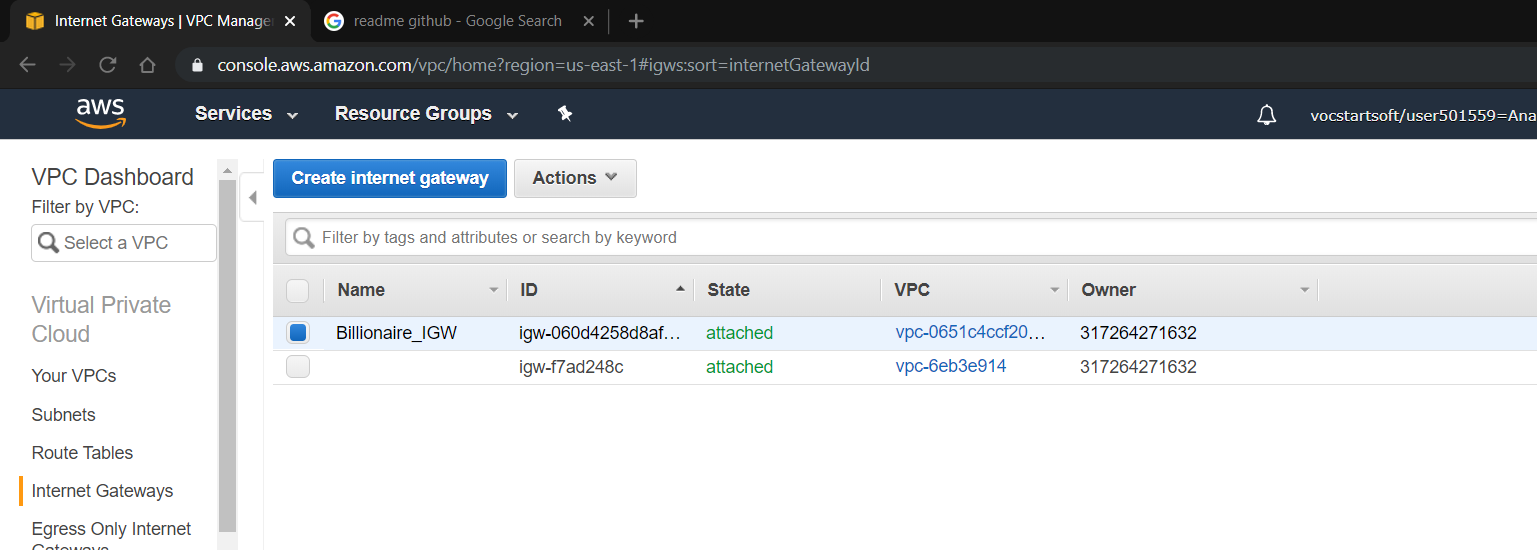 Internet Gateways | VPC Manage
readme github - Google Search
console.aws.amazon.com/vpc/home?region=us-east-1#igws:sort=internetGatewayId
aws
Services
Resource Groups
vocstartsoft/user501559=Ana
VPC Dashboard
Filter by VPC:
Select a VPC
Virtual Private
Cloud
Your VPCs
Subnets
Route Tables
Internet Gateways
Egress Only Internet
Gateways
Create internet gateway
Actions
Filter by tags and attributes or search by keyword
Name ID State VPC Owner
Billionaire_IGW igw-060d4258d8af… attached vpc-0651c4ccf20… 317264271632
igw-f7ad248c attached vpc-6eb3e914 317264271632